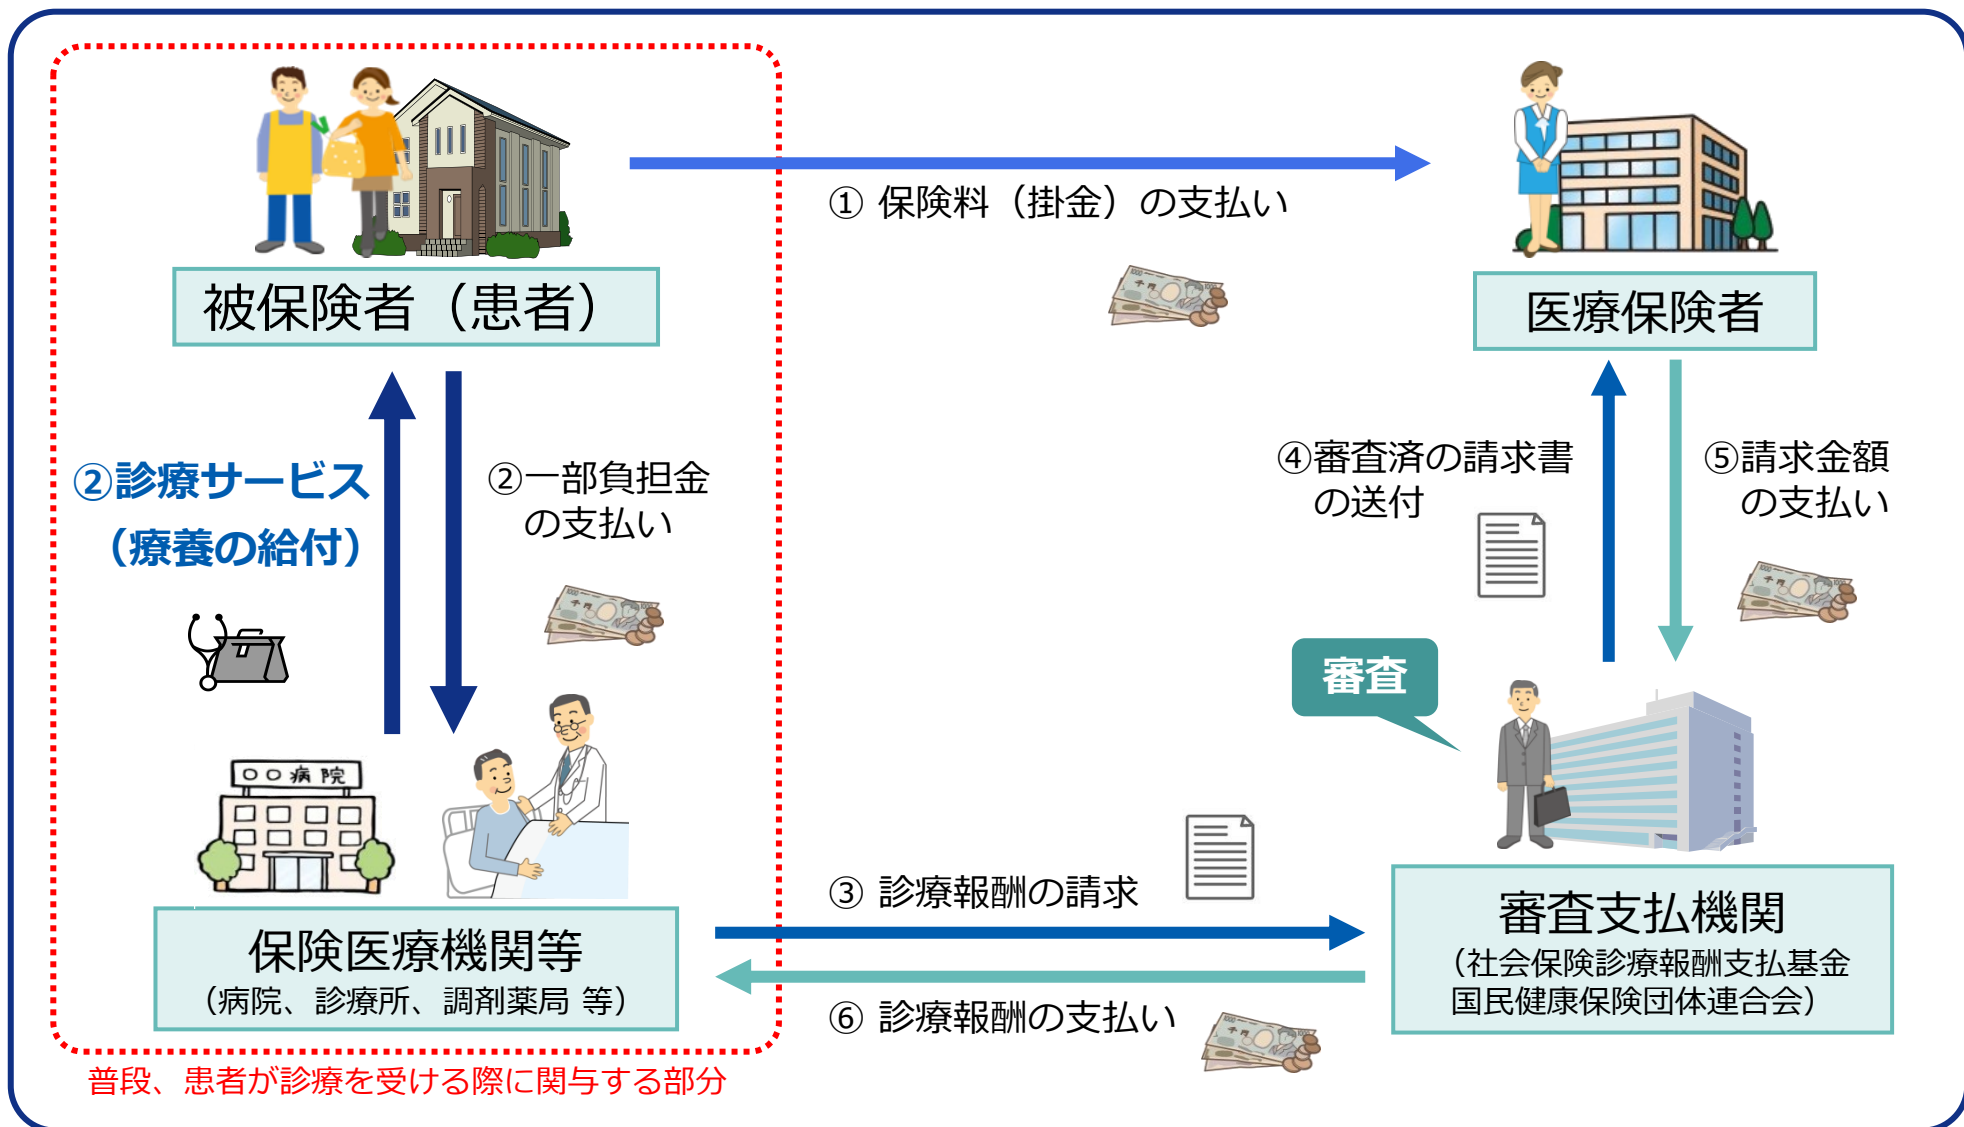 被保険者（患者）
① 保険料（掛金）の支払い
医療保険者
②診療サービス
（療養の給付）
②一部負担金
の支払い
④審査済の請求書
の送付
⑤請求金額
の支払い
審査
〇〇病院
③ 診療報酬の請求
保険医療機関等
（病院、診療所、調剤薬局 等）
審査支払機関
（社会保険診療報酬支払基金
国民健康保険団体連合会）
⑥ 診療報酬の支払い
普段、患者が診療を受ける際に関与する部分